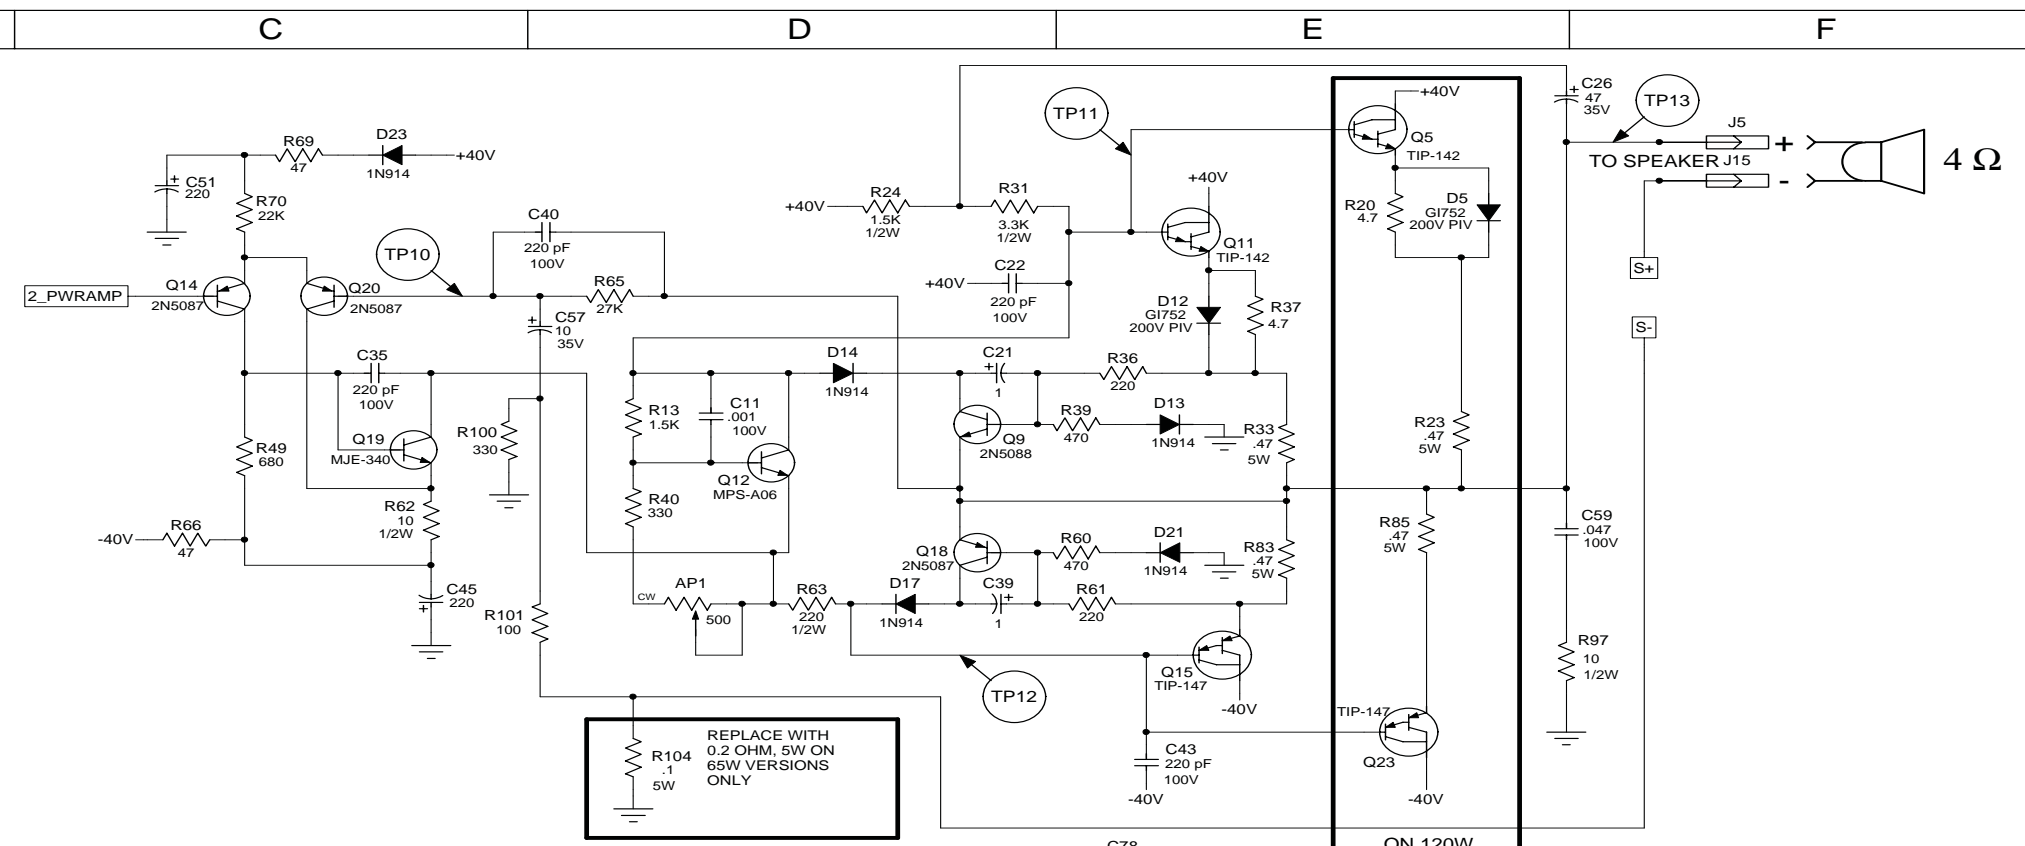 C
D
E
F
R69
47
D23
1N914
+40V
C51
220
R70
22K
Q14
2N5087
2_PWRAMP
Q20
2N5087
TP10
C40
220 pF
100V
R65
27K
C57
10
35V
C35
220 pF
100V
Q19
MJE-340
R49
680
R62
10
1/2W
-40V
R66
47
C45
220
R100
330
R101
100
R104
.1
5W
REPLACE WITH
0.2 OHM, 5W ON
65W VERSIONS
ONLY
+40V
R24
1.5K
1/2W
R31
3.3K
1/2W
+40V
C22
220 pF
100V
TP11
+40V
Q11
TIP-142
D12
GI752
200V PIV
R37
4.7
D14
1N914
C21
1
R36
220
R13
1.5K
C11
.001
100V
Q12
MPS-A06
R40
330
CW
AP1
500
R63
220
1/2W
Q9
2N5088
R39
470
D13
1N914
R33
.47
5W
Q18
2N5087
R60
470
D21
1N914
R83
.47
5W
D17
1N914
C39
1
R61
220
TP12
Q15
TIP-147
-40V
C43
220 pF
100V
-40V
+40V
Q5
TIP-142
R20
4.7
D5
GI752
200V PIV
R23
.47
5W
R85
.47
5W
TIP-147
Q23
-40V
ON 120W
C78
C26
47
35V
TP13
J5
TO SPEAKER J15
+
-
4 Ω
S+
S-
C59
.047
100V
R97
10
1/2W